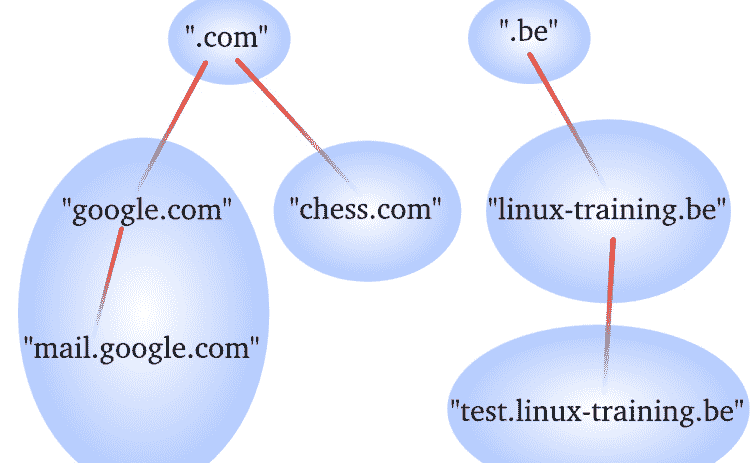 ".com"
".be"
"google.com"
"chess.com"
"linux-training.be"
"mail.google.com"
"test.linux-training.be"